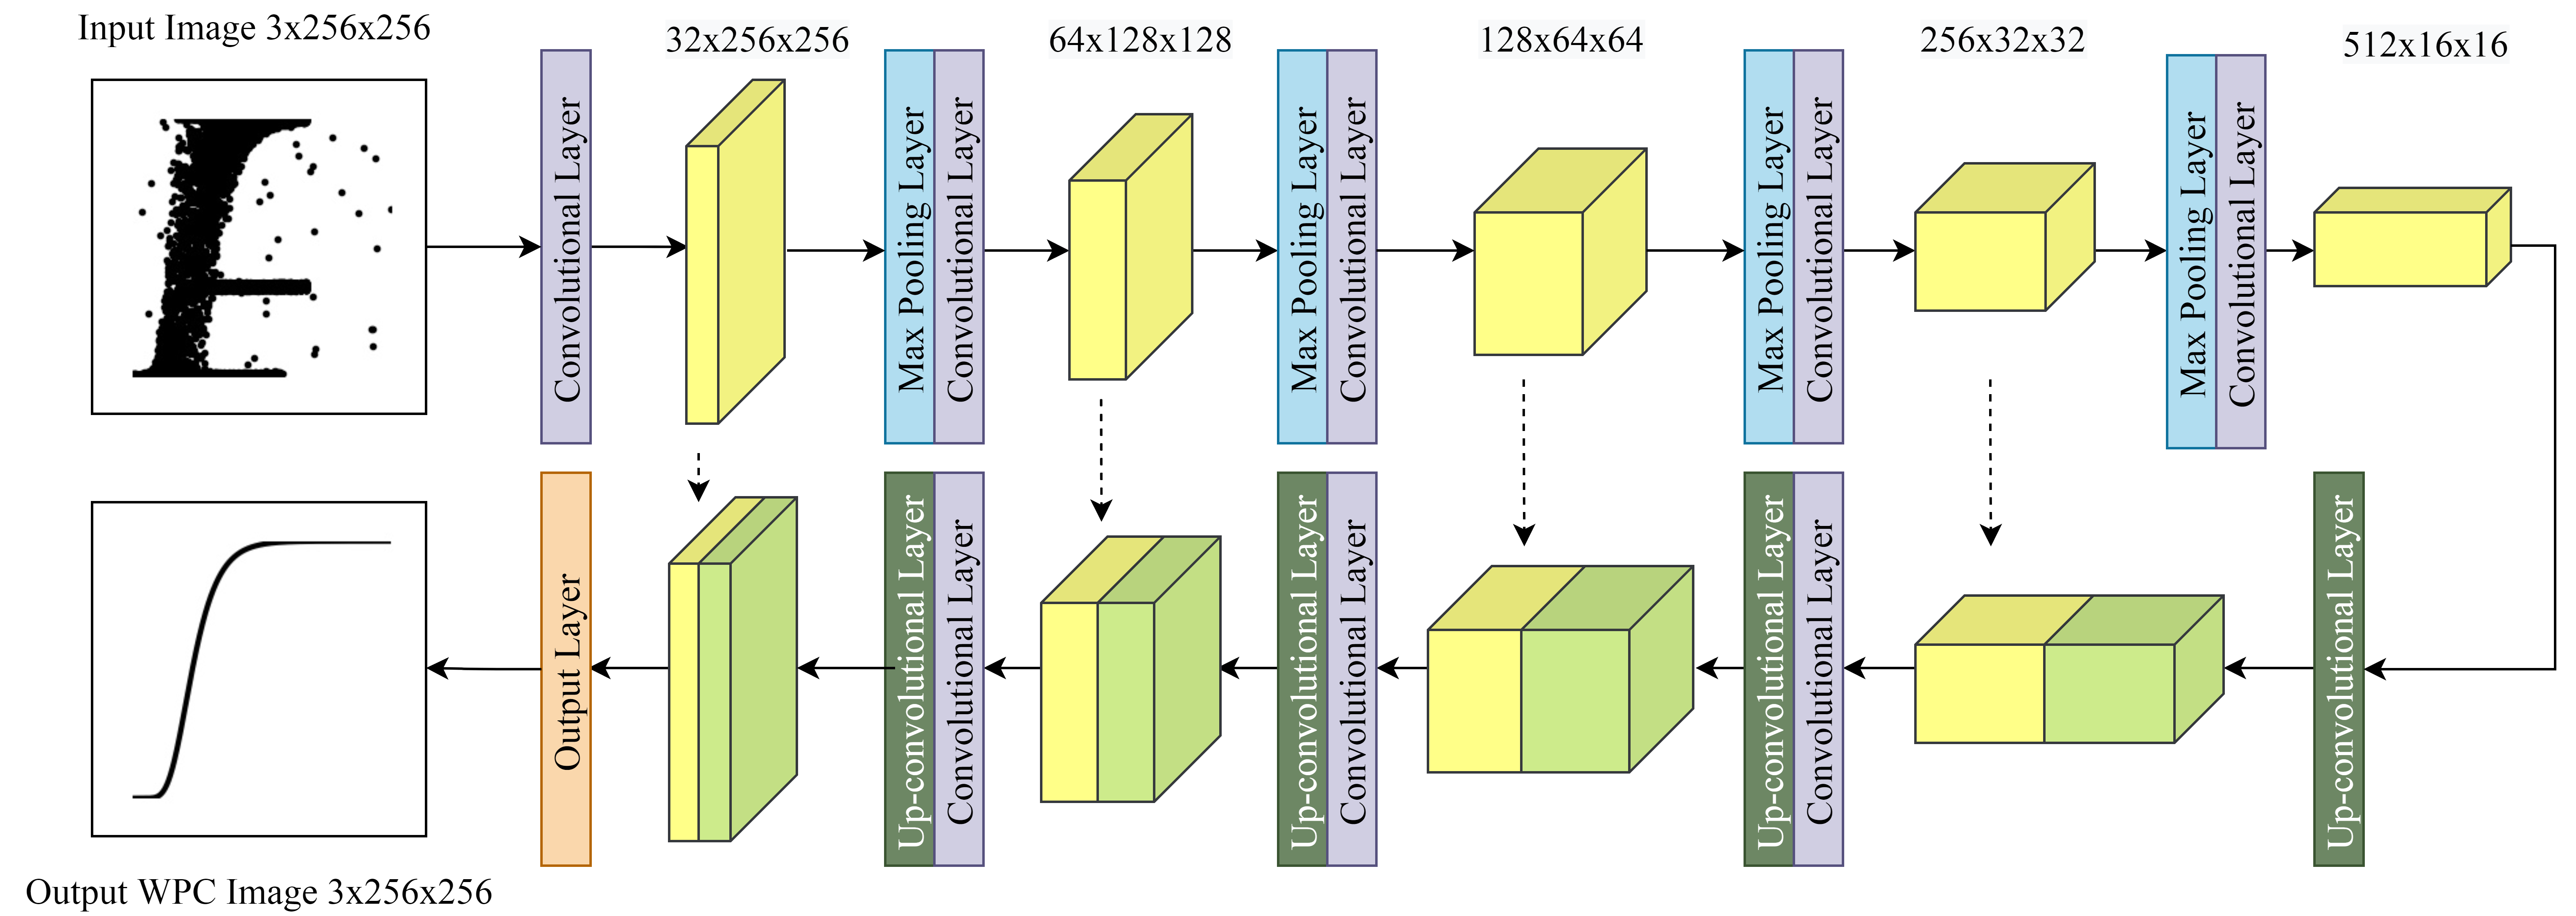 Input Image 3x256x256
32x256x256
64x128x128
128x64x64
256x32x32
512x16x16
Convolutional Layer
Max Pooling Layer
Convolutional Layer
Max Pooling Layer
Convolutional Layer
Max Pooling Layer
Convolutional Layer
Max Pooling Layer
Convolutional Layer
Output Layer
Up-convolutional Layer
Convolutional Layer
Up-convolutional Layer
Convolutional Layer
Up-convolutional Layer
Convolutional Layer
Up-convolutional Layer
Output WPC Image 3x256x256